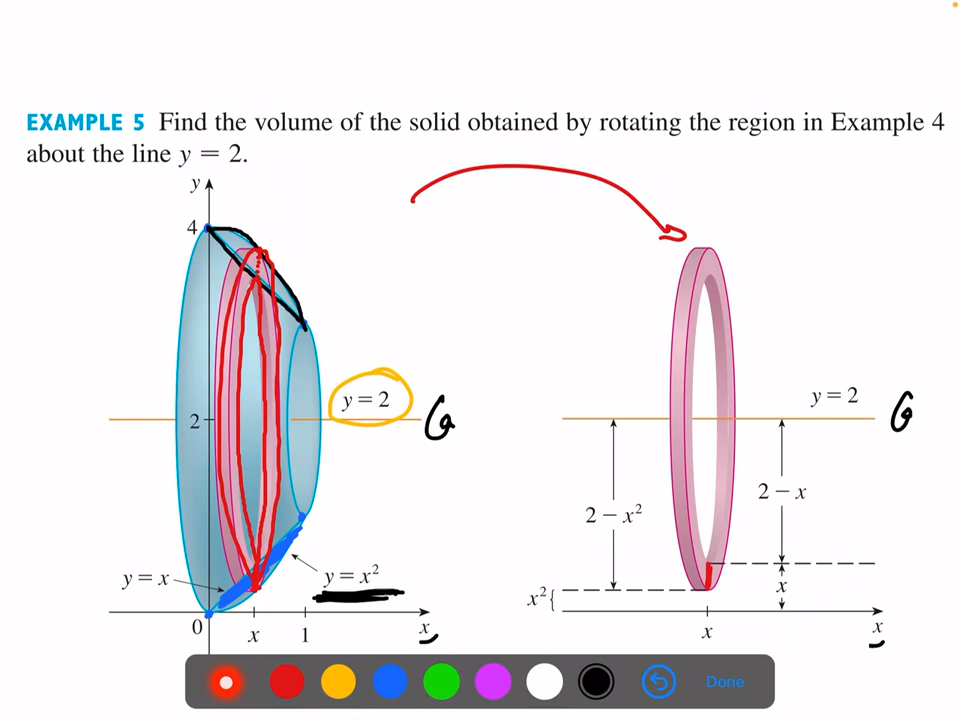 EXAMPLE 5 Find the volume of the solid obtained by rotating the region in Example 4
about the line y = 2.
y
4
2
y = 2
y = x
y = x²
0
x
1
x
y = 2
2 − x²
2 − x
x²{
x
x
x
Done